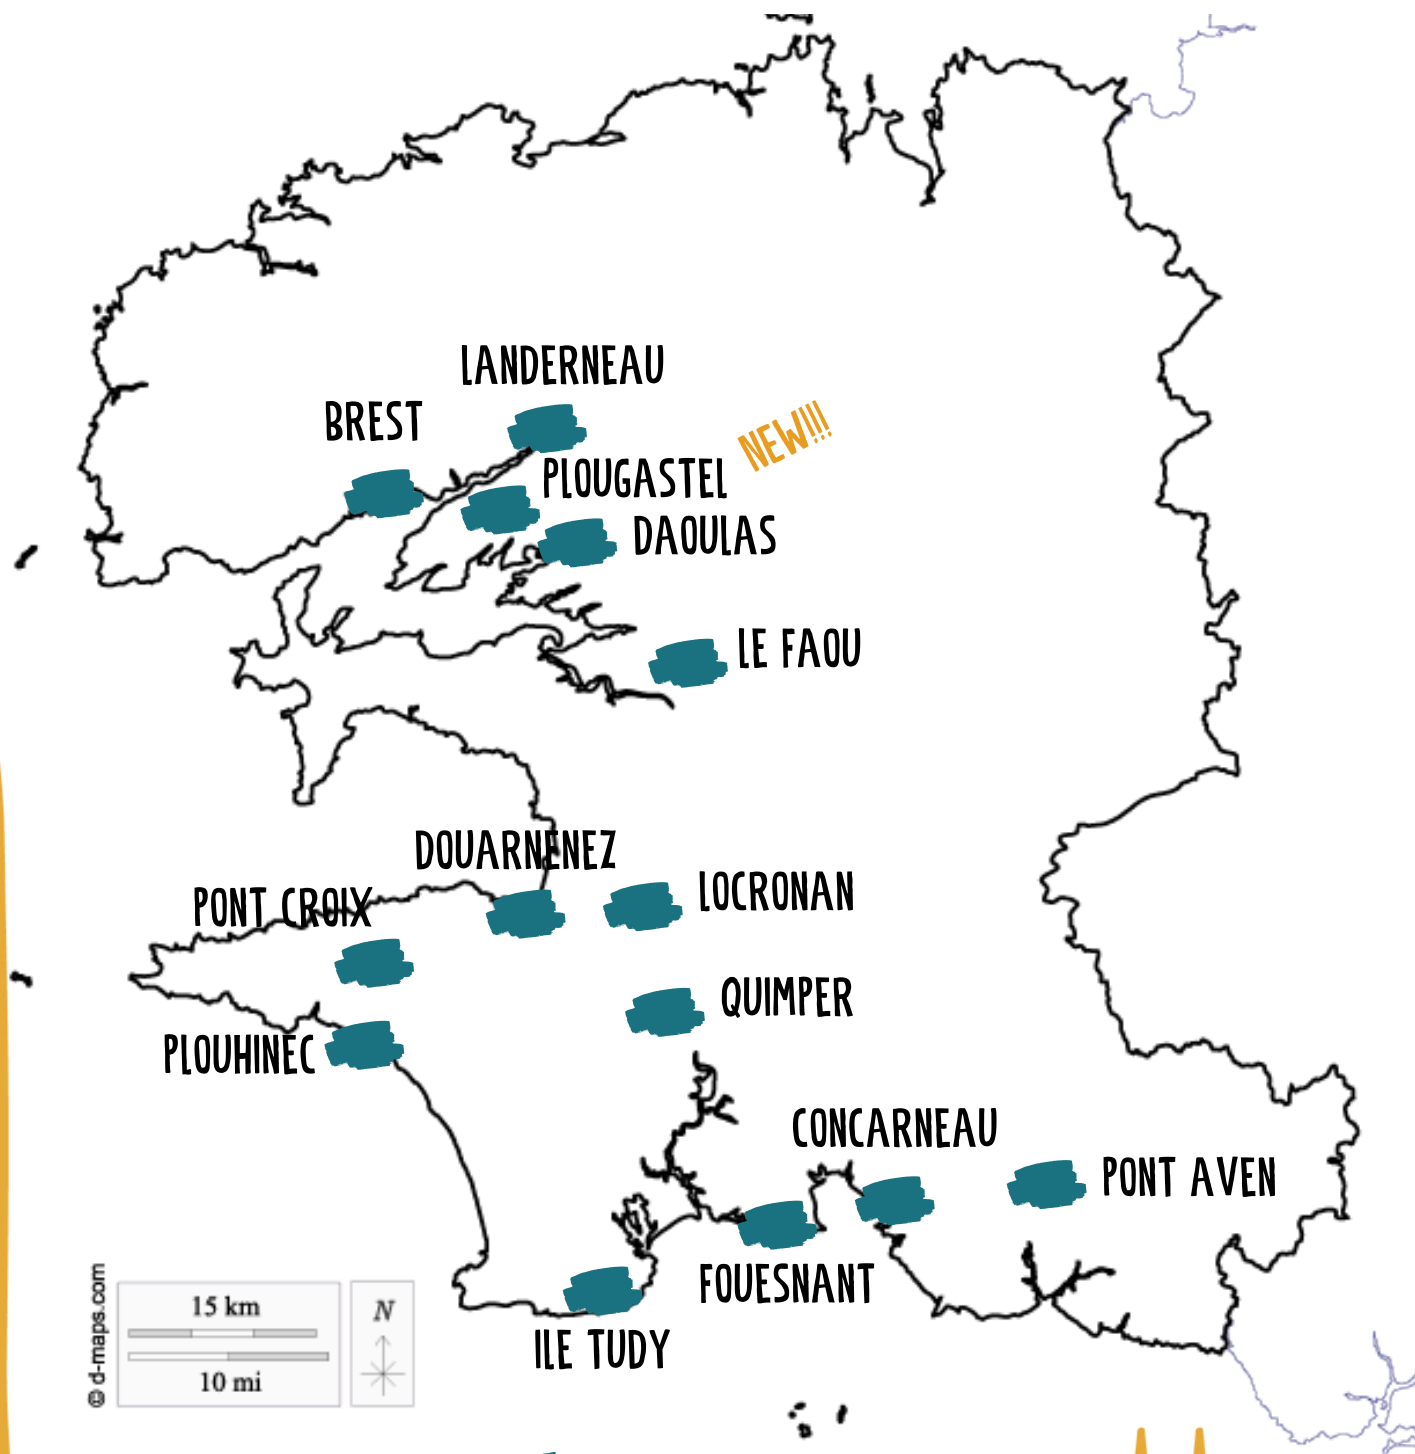 LANDERNEAU
BREST
NEW!!!
PLOUGASTEL
DAOULAS
LE FAOU
DOUARNENEZ
LOCRONAN
PONT CROIX
QUIMPER
PLOUHINEC
CONCARNEAU
PONT AVEN
FOUESNANT
ILE TUDY
© d-maps.com
15 km
10 mi
N